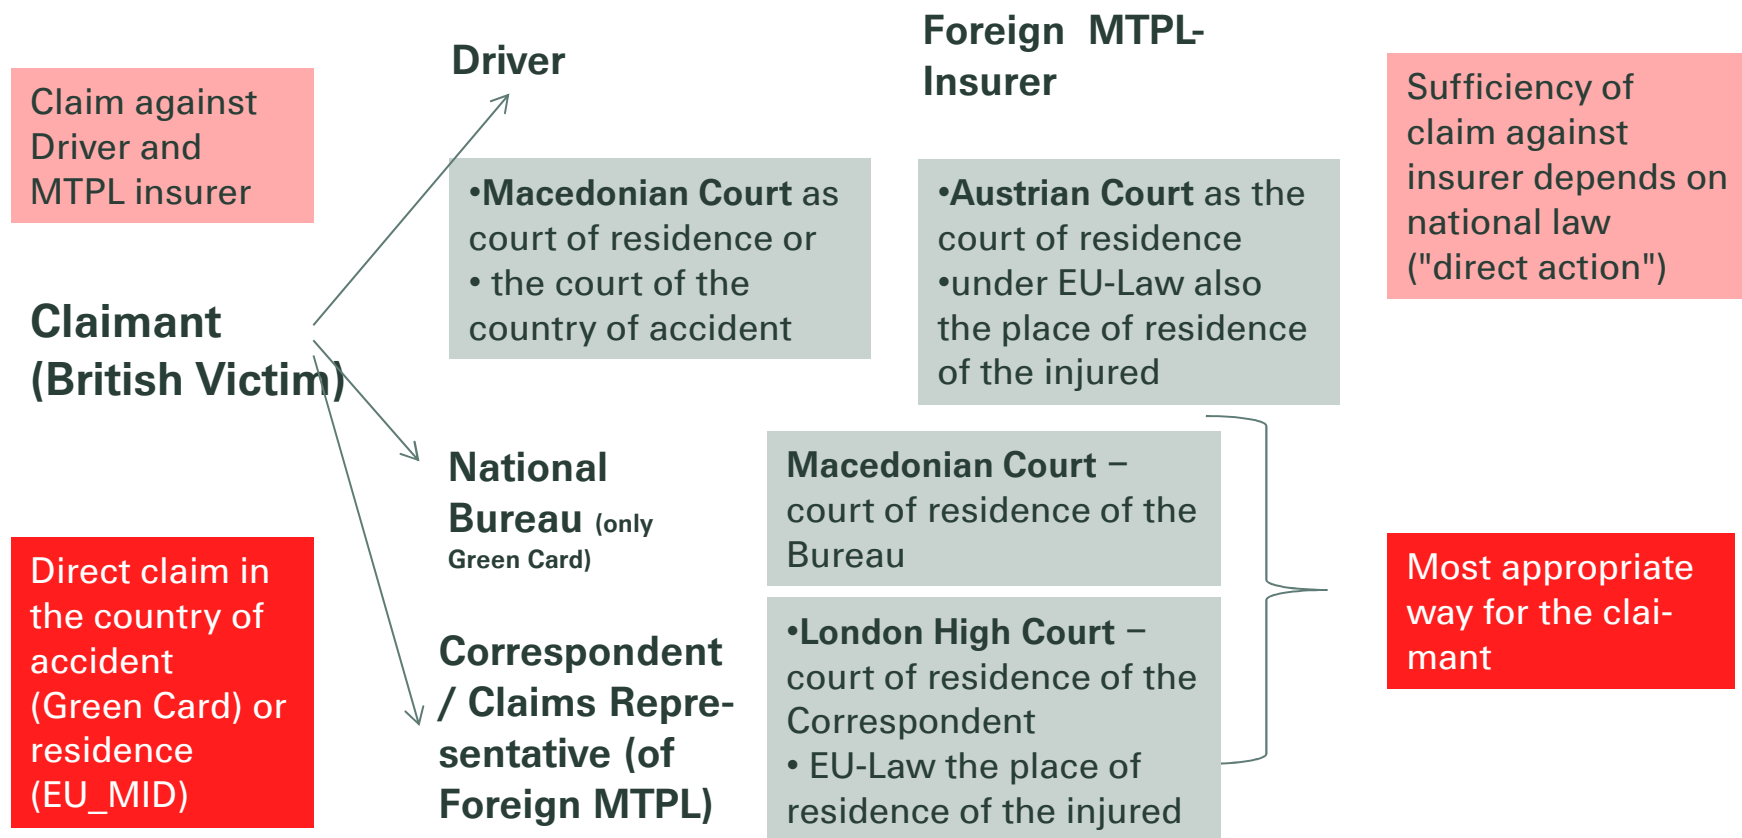 Claim against
Driver and
MTPL insurer
Driver
Foreign MTPL-
Insurer
Sufficiency of
claim against
insurer depends on
national law
("direct action")
•Macedonian Court as
court of residence or
• the court of the
country of accident
•Austrian Court as the
court of residence
•under EU-Law also
the place of residence
of the injured
Claimant
(British Victim)
National
Bureau (only
Green Card)
Macedonian Court –
court of residence of the
Bureau
Direct claim in
the country of
accident
(Green Card) or
residence
(EU_MID)
Correspondent
/ Claims Repre-
sentative (of
Foreign MTPL)
•London High Court –
court of residence of the
Correspondent
• EU-Law the place of
residence of the injured
Most appropriate
way for the clai-
mant